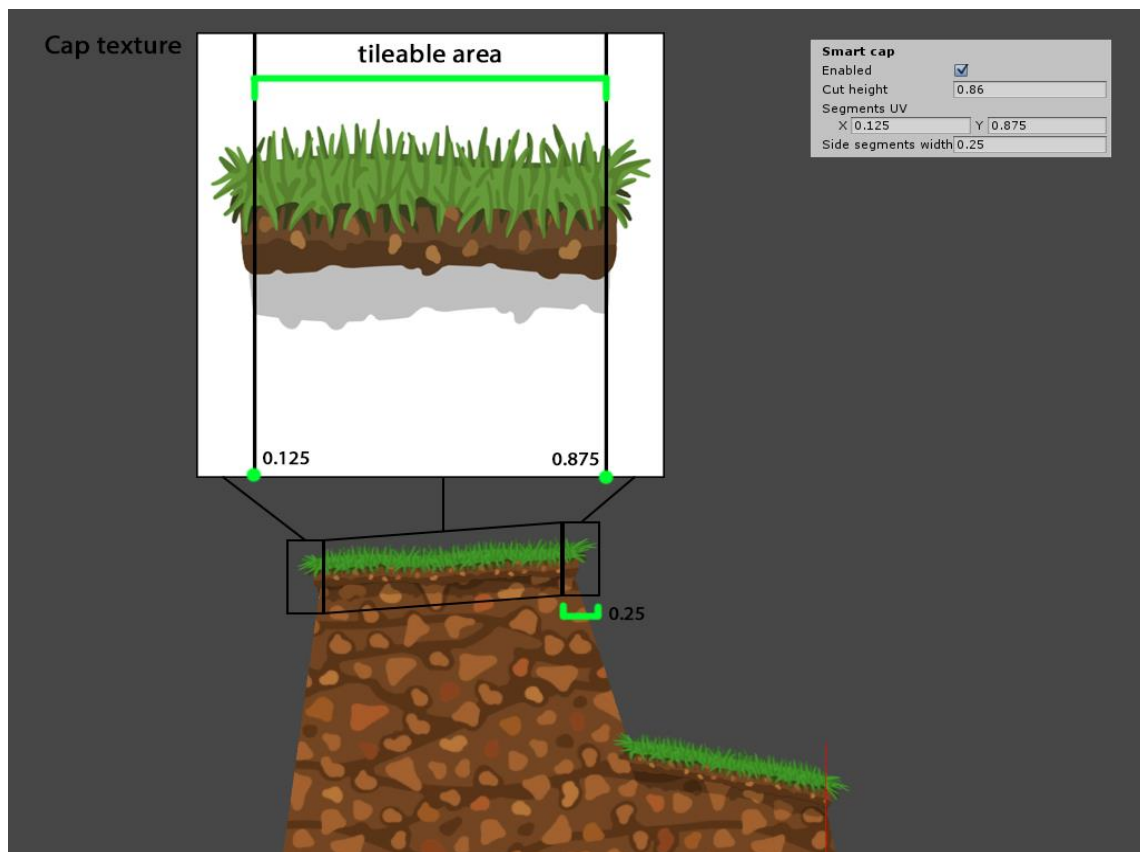 Cap texture
tileable area
0.125
0.875
0.25
Smart cap
Enabled
Cut height 0.86
Segments UV
X 0.125 Y 0.875
Side segments width 0.25